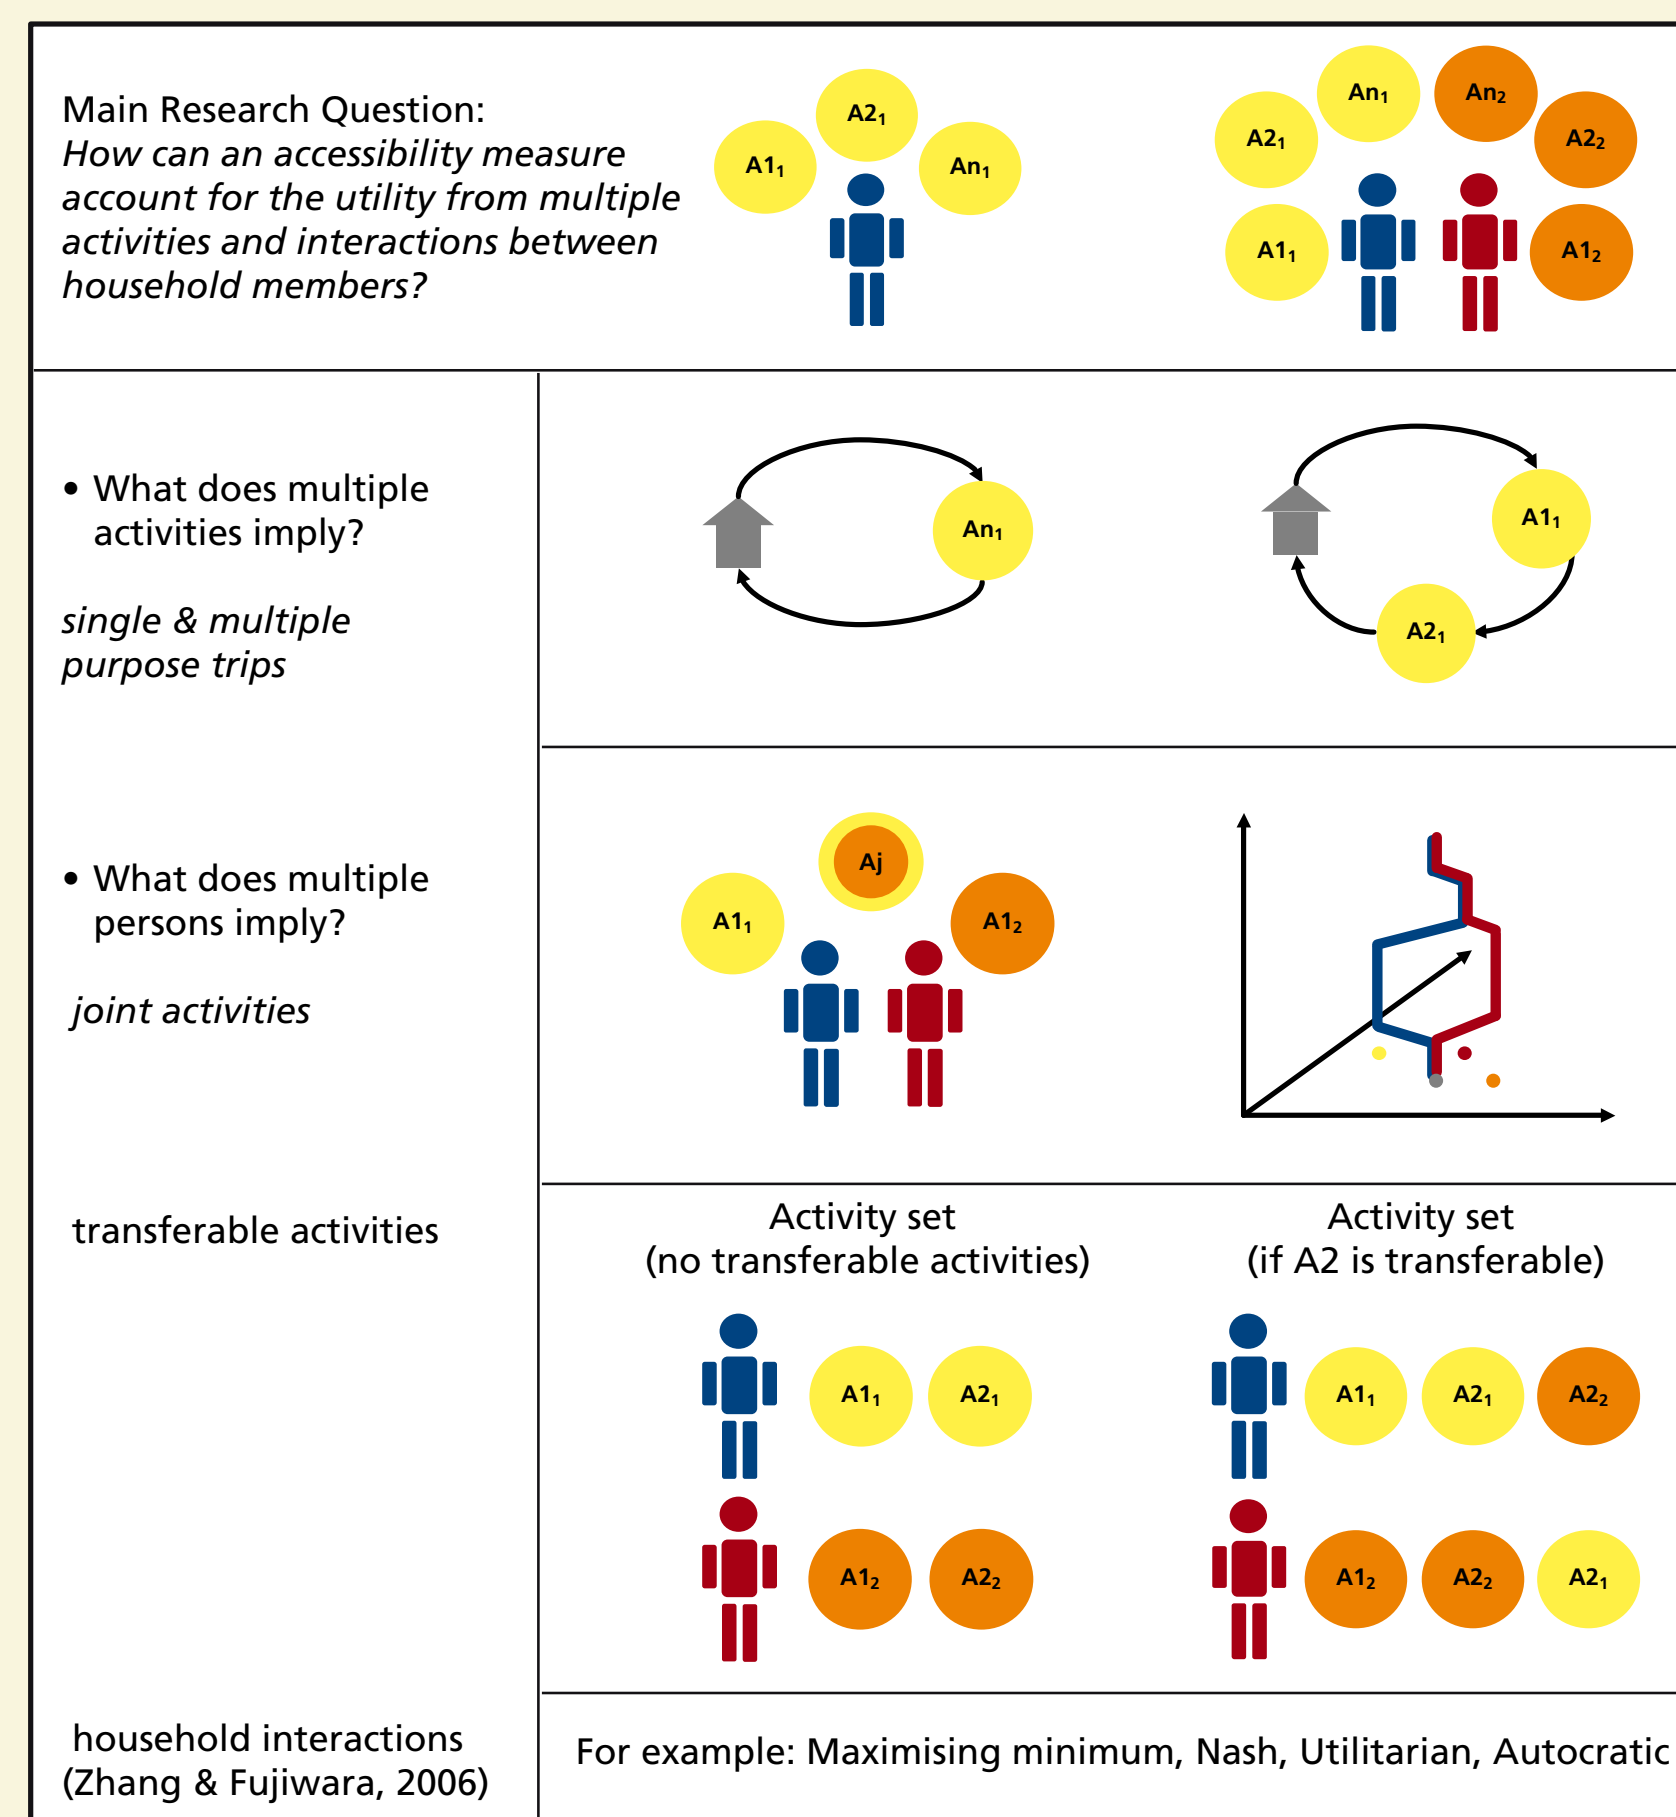 Main Research Question:
How can an accessibility measure
account for the utility from multiple
activities and interactions between
household members?
A1₁
A2₁
An₁
A1₁
A2₁
An₁
An₂
A2₂
A1₂
• What does multiple
activities imply?
single & multiple
purpose trips
An₁
A1₁
A2₁
• What does multiple
persons imply?
joint activities
A1₁
Aj
A1₂
transferable activities
Activity set
(no transferable activities)
Activity set
(if A2 is transferable)
A1₁ A2₁
A1₁ A2₁ A2₂
A1₂ A2₂
A1₂ A2₂ A2₁
household interactions
(Zhang & Fujiwara, 2006)
For example: Maximising minimum, Nash, Utilitarian, Autocratic